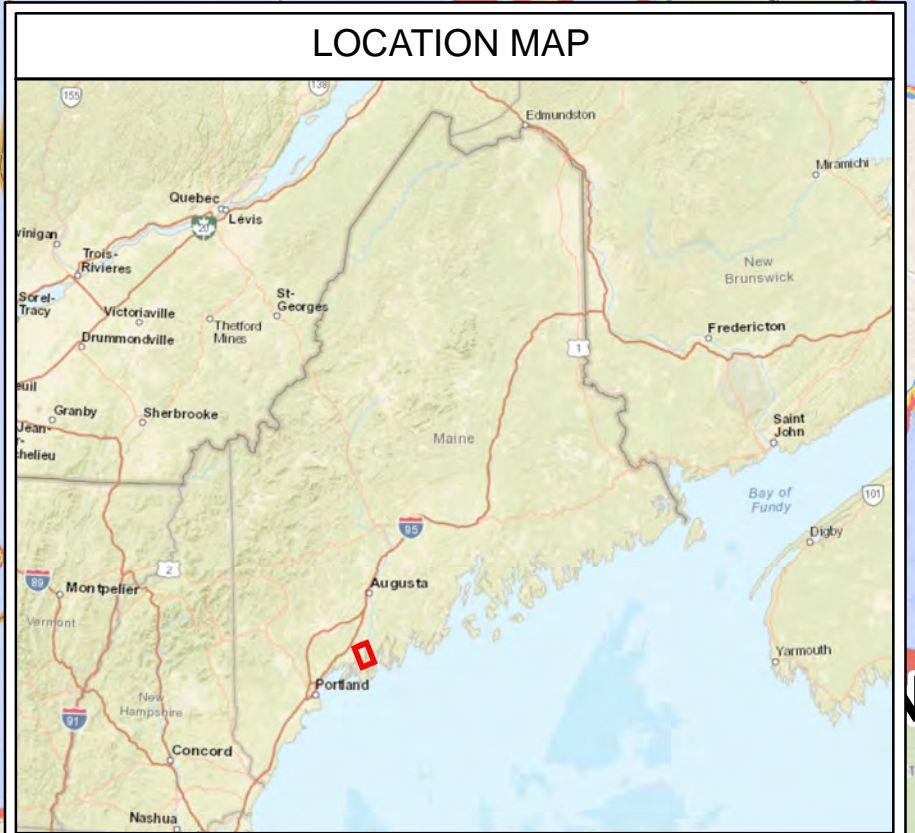 LOCATION MAP
155
138
Edmundston
Miramichi
Quebec
Lévis
20
vinigan
Trois-
Rivieres
New
Brunswick
Sorel-
Tracy
St-
Georges
Victoriaville
Thetford
Mines
Fredericton
Drummondville
1
euil
Granby
Sherbrooke
Saint
John
Jean-
r-
chelieu
Maine
Bay of
Fundy
101
95
Digby
2
89
Montpelier
Augusta
Vermont
Yarmouth
Portland
New
Hampshire
91
Concord
Nashua